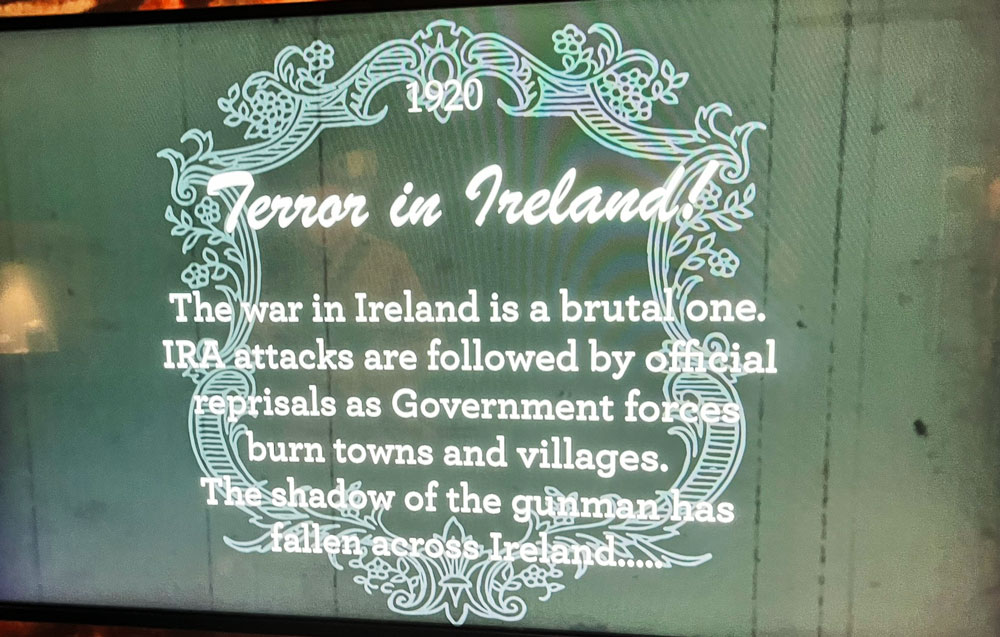 1920
Terror in Ireland!
The war in Ireland is a brutal one.
IRA attacks are followed by official
reprisals as Government forces
burn towns and villages.
The shadow of the gunman has
fallen across Ireland.....